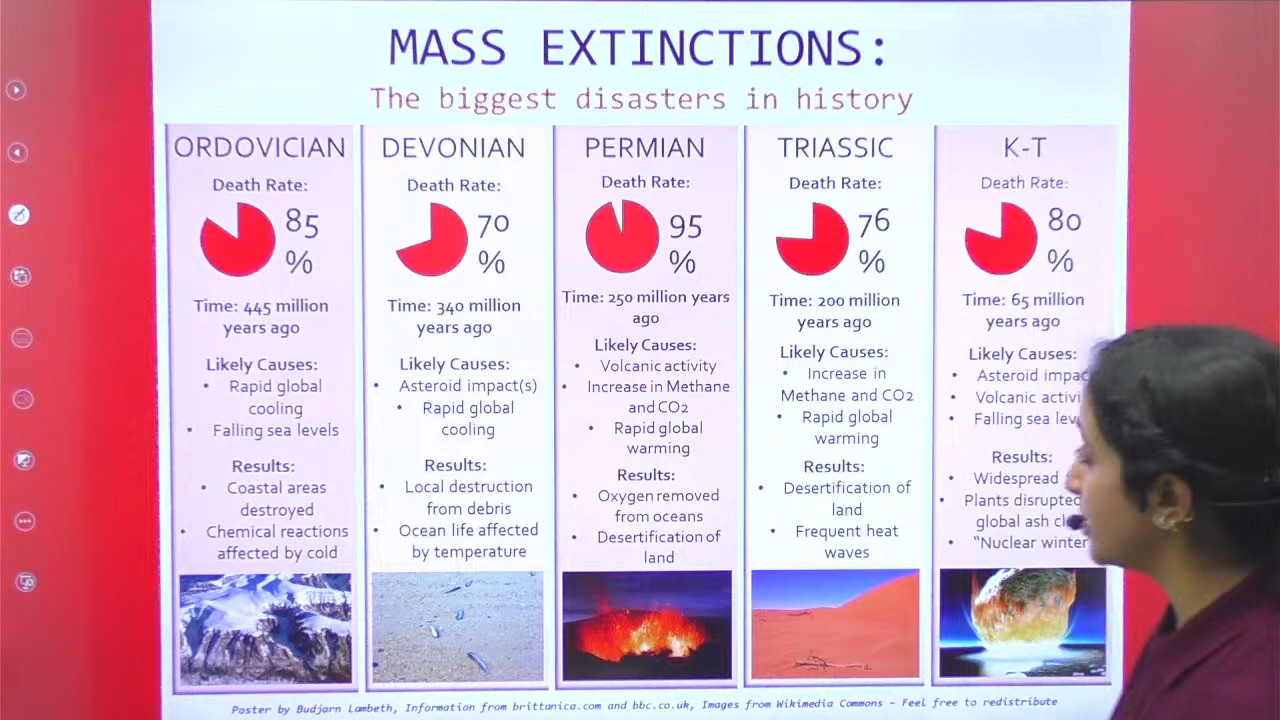 MASS EXTINCTIONS:
The biggest disasters in history
ORDOVICIAN
Death Rate:
85
%
Time: 445 million
years ago
Likely Causes:
• Rapid global
cooling
• Falling sea levels
Results:
• Coastal areas
destroyed
• Chemical reactions
affected by cold
DEVONIAN
Death Rate:
70
%
Time: 340 million
years ago
Likely Causes:
• Asteroid impact(s)
• Rapid global
cooling
Results:
• Local destruction
from debris
• Ocean life affected
by temperature
PERMIAN
Death Rate:
95
%
Time: 250 million years
ago
Likely Causes:
• Volcanic activity
• Increase in Methane
and CO2
• Rapid global
warming
Results:
• Oxygen removed
from oceans
• Desertification of
land
TRIASSIC
Death Rate:
76
%
Time: 200 million
years ago
Likely Causes:
• Increase in
Methane and CO2
• Rapid global
warming
Results:
• Desertification of
land
• Frequent heat
waves
K-T
Death Rate:
80
%
Time: 65 million
years ago
Likely Causes:
• Asteroid
• Volcanic
• Falling sea
Results:
• Widespread
• Plants disrupted
global ash
• "Nuclear winter
Poster by Budjarn Lambeth, Information from brittanica.com and bbc.co.uk, Images from Wikimedia Commons – Feel free to redistribute